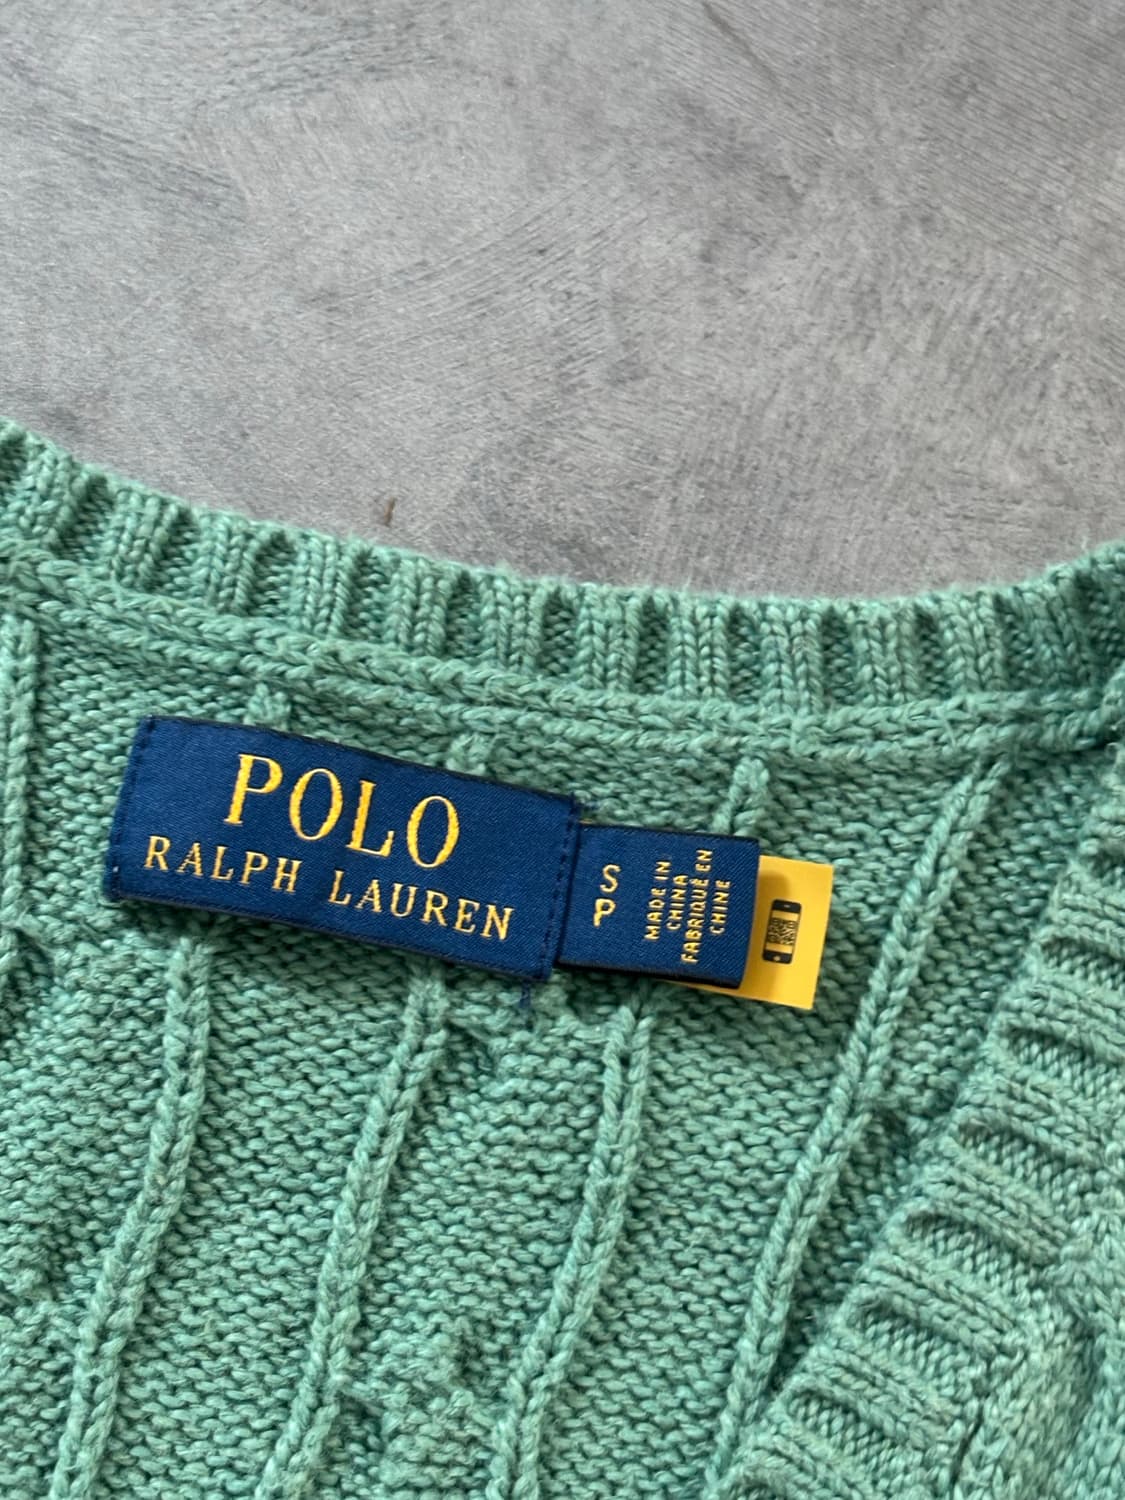 POLO
RALPH LAUREN
S
P
MADE IN
CHINA
FABRIQUÉ EN
CHINE